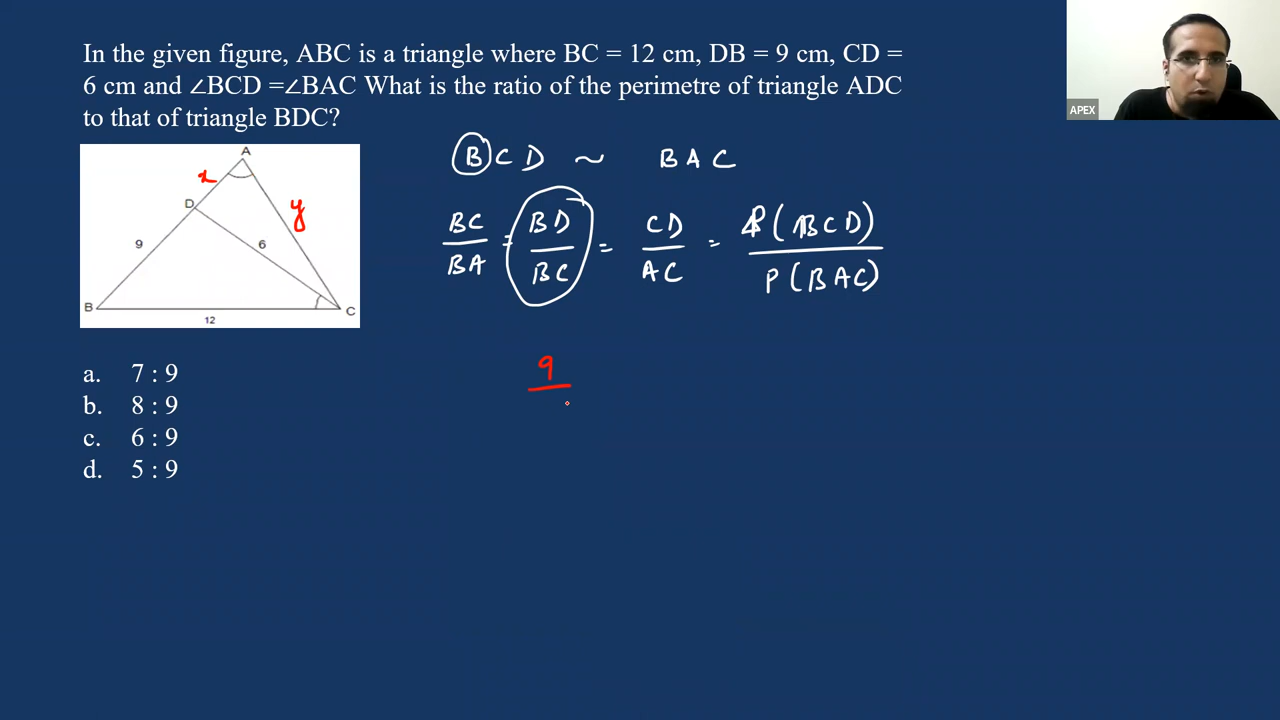 In the given figure, ABC is a triangle where BC = 12 cm, DB = 9 cm, CD =
6 cm and ∠BCD =∠BAC What is the ratio of the perimetre of triangle ADC
to that of triangle BDC?
APEX
BCD ~ BAC
A
x
D
y
9
6
B
C
12
BC/BA = BD/BC = CD/AC = P(BCD)/P(BAC)
9
a. 7 : 9
b. 8 : 9
c. 6 : 9
d. 5 : 9